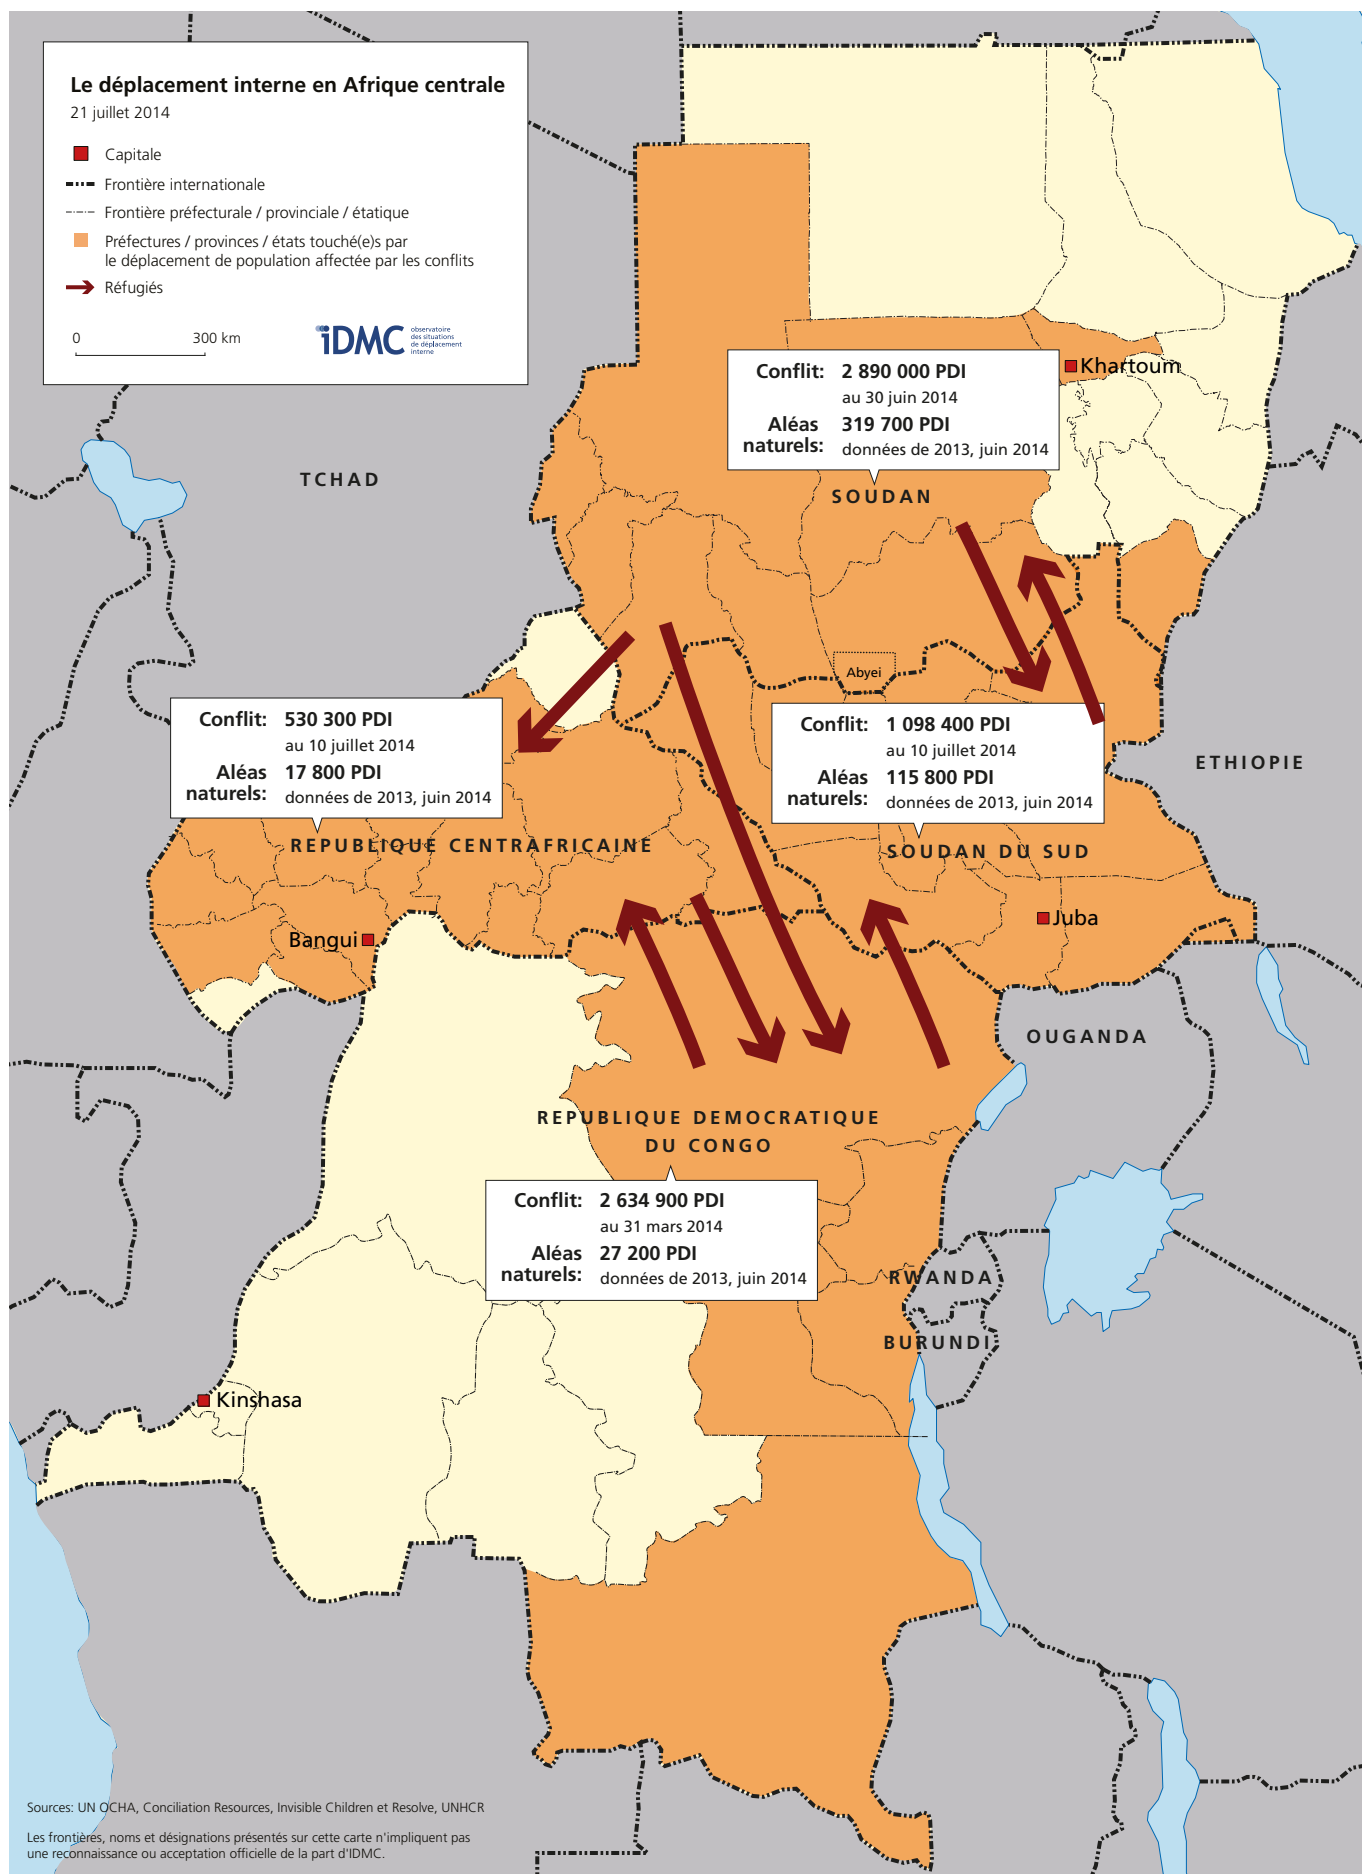 Le déplacement interne en Afrique centrale
21 juillet 2014
Capitale
Frontière internationale
Frontière préfecturale / provinciale / étatique
Préfectures / provinces / états touché(e)s par
le déplacement de population affectée par les conflits
Réfugiés
0 300 km
iDMC
observatoire
des situations
de déplacement
interne
Conflit: 2 890 000 PDI
au 30 juin 2014
Aléas 319 700 PDI
naturels: données de 2013, juin 2014
Khartoum
TCHAD
SOUDAN
Abyei
Conflit: 530 300 PDI
au 10 juillet 2014
Aléas 17 800 PDI
naturels: données de 2013, juin 2014
Conflit: 1 098 400 PDI
au 10 juillet 2014
Aléas 115 800 PDI
naturels: données de 2013, juin 2014
ETHIOPIE
REPUBLIQUE CENTRAFRICAINE
SOUDAN DU SUD
Juba
Bangui
OUGANDA
REPUBLIQUE DEMOCRATIQUE
DU CONGO
Conflit: 2 634 900 PDI
au 31 mars 2014
Aléas 27 200 PDI
naturels: données de 2013, juin 2014
RWANDA
BURUNDI
Kinshasa
Sources: UN OCHA, Conciliation Resources, Invisible Children et Resolve, UNHCR
Les frontières, noms et désignations présentés sur cette carte n'impliquent pas
une reconnaissance ou acceptation officielle de la part d'IDMC.